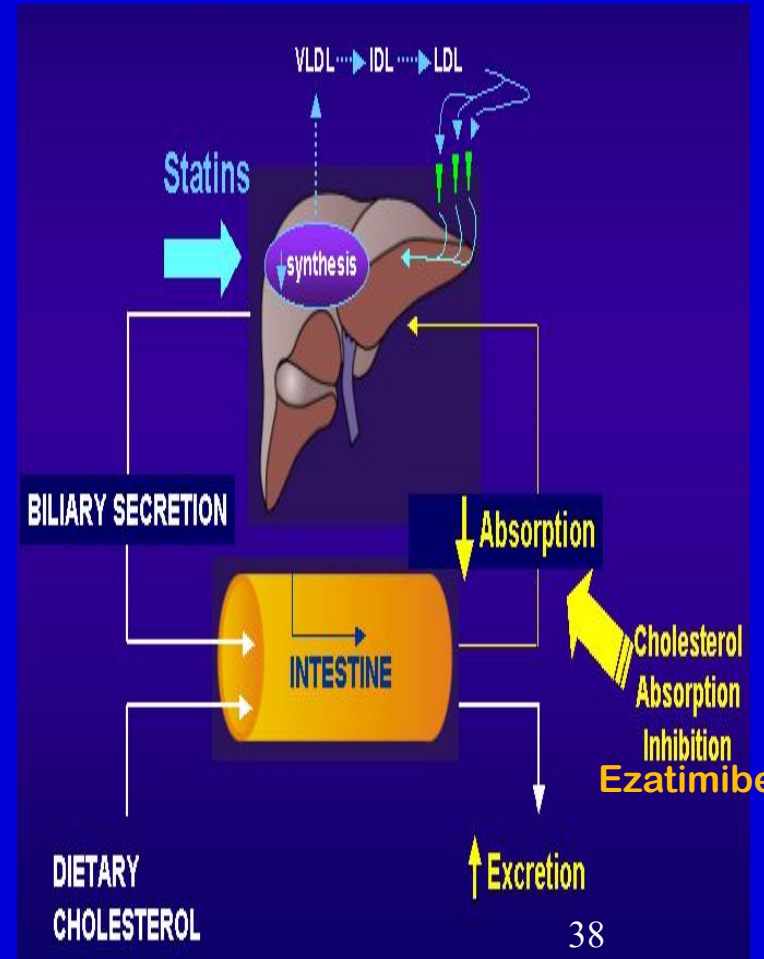 VLDL IDL LDL
Statins
synthesis
BILIARY SECRETION
Absorption
INTESTINE
Cholesterol
Absorption
Inhibition
Ezatimibe
DIETARY
CHOLESTEROL
Excretion
38